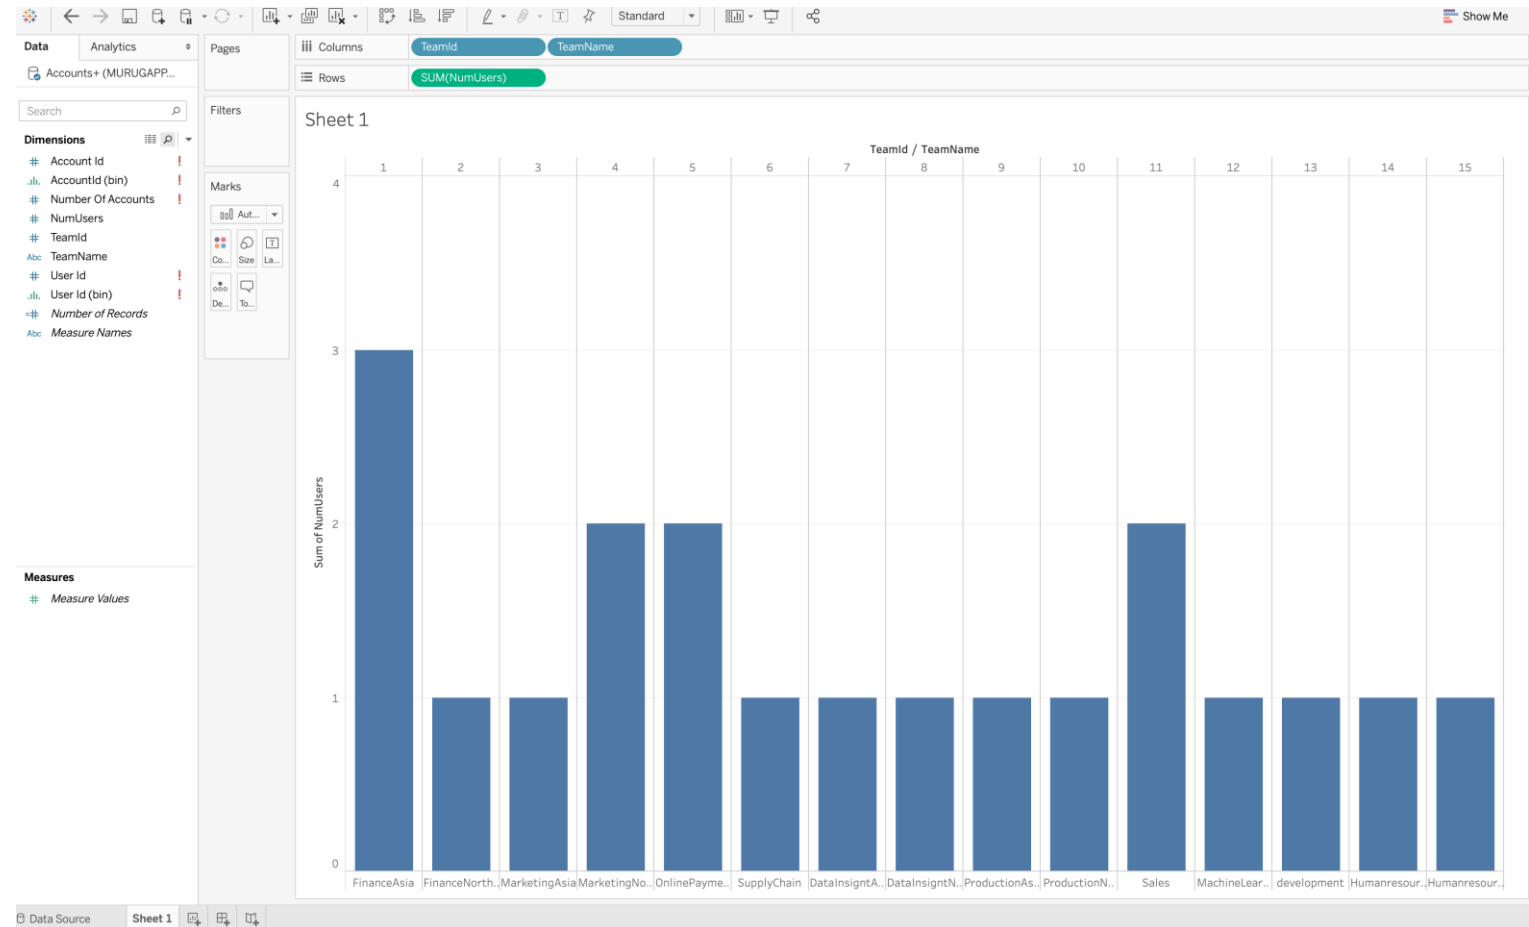 Standard
Show Me
Data
Analytics
Accounts+ (MURUGAPP...
Search
Dimensions
# Account Id !
AccountId (bin) !
# Number Of Accounts !
# NumUsers
# TeamId
Abc TeamName
# User Id !
User Id (bin) !
=# Number of Records
Abc Measure Names
Measures
# Measure Values
Pages
Filters
Marks
Aut...
Co... Size La...
De... To...
Columns TeamId TeamName
Rows SUM(NumUsers)
Sheet 1
TeamId / TeamName
1 2 3 4 5 6 7 8 9 10 11 12 13 14 15
4
3
2
1
0
Sum of NumUsers
FinanceAsia FinanceNorth.. MarketingAsia MarketingNo.. OnlinePayme.. SupplyChain DataInsigntA.. DataInsigntN.. ProductionAs.. ProductionN.. Sales MachineLear.. development Humanresour.. Humanresour..
Data Source Sheet 1